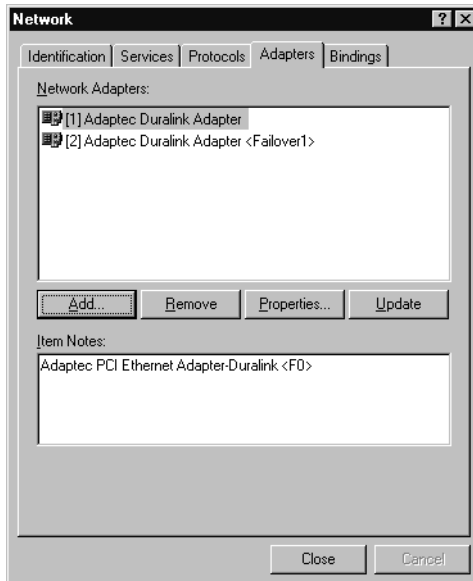 Network
Identification Services Protocols Adapters Bindings
Network Adapters:
[1] Adaptec Duralink Adapter
[2] Adaptec Duralink Adapter <Failover1>
Add... Remove Properties... Update
Item Notes:
Adaptec PCI Ethernet Adapter-Duralink <F0>
Close Cancel